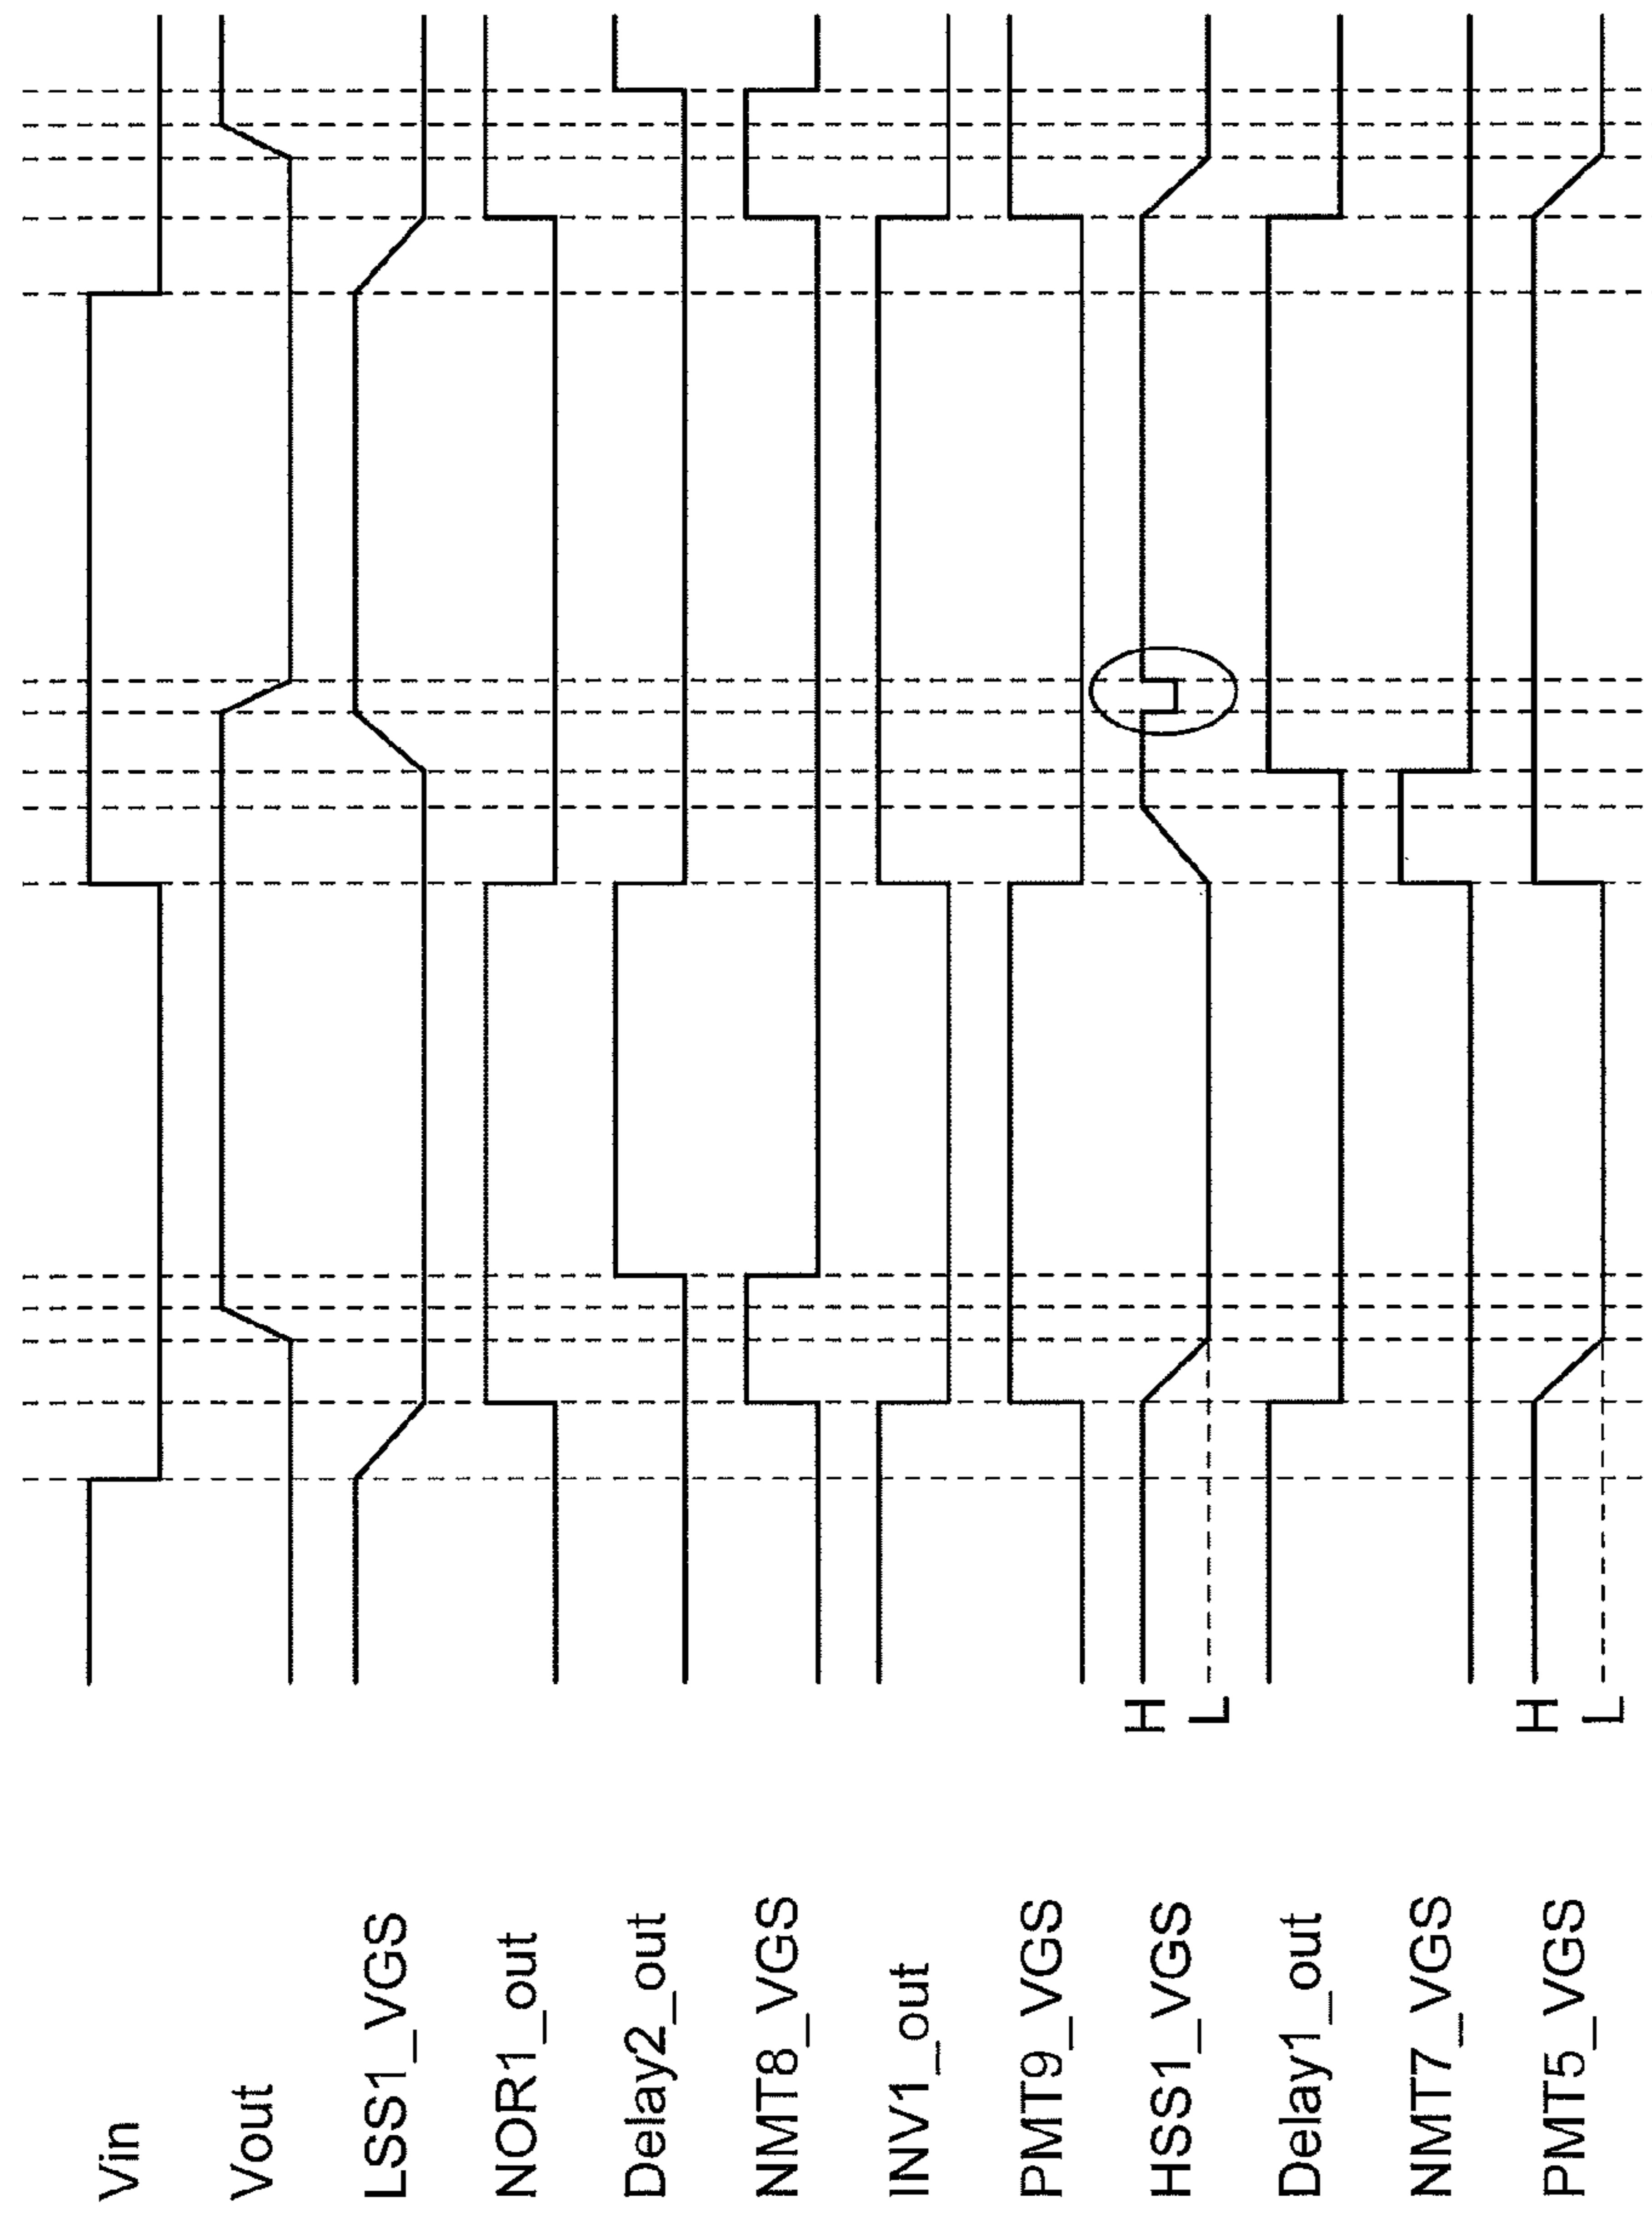 Vin
Vout
LSS1_VGS
NOR1_out
Delay2_out
NMT8_VGS
INV1_out
PMT9_VGS
HSS1_VGS
H
L
Delay1_out
NMT7_VGS
PMT5_VGS
H
L